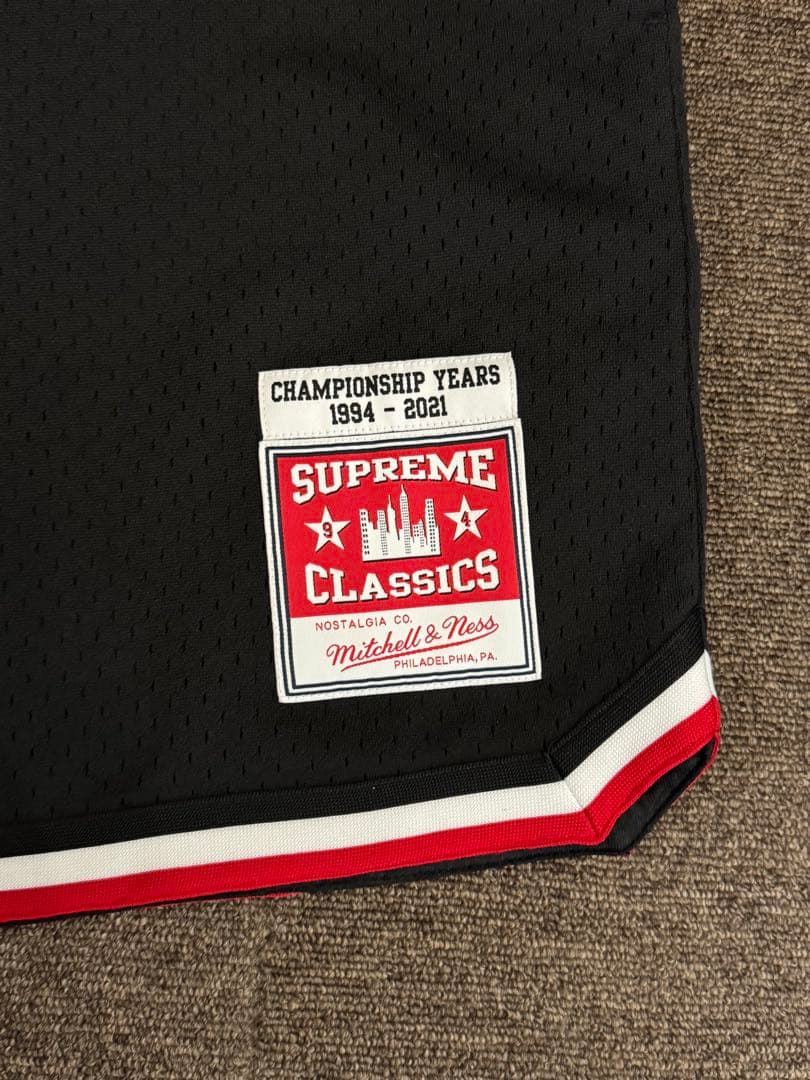 CHAMPIONSHIP YEARS
1994 - 2021
SUPREME
9 4
CLASSICS
NOSTALGIA CO.
Mitchell & Ness
PHILADELPHIA, PA.